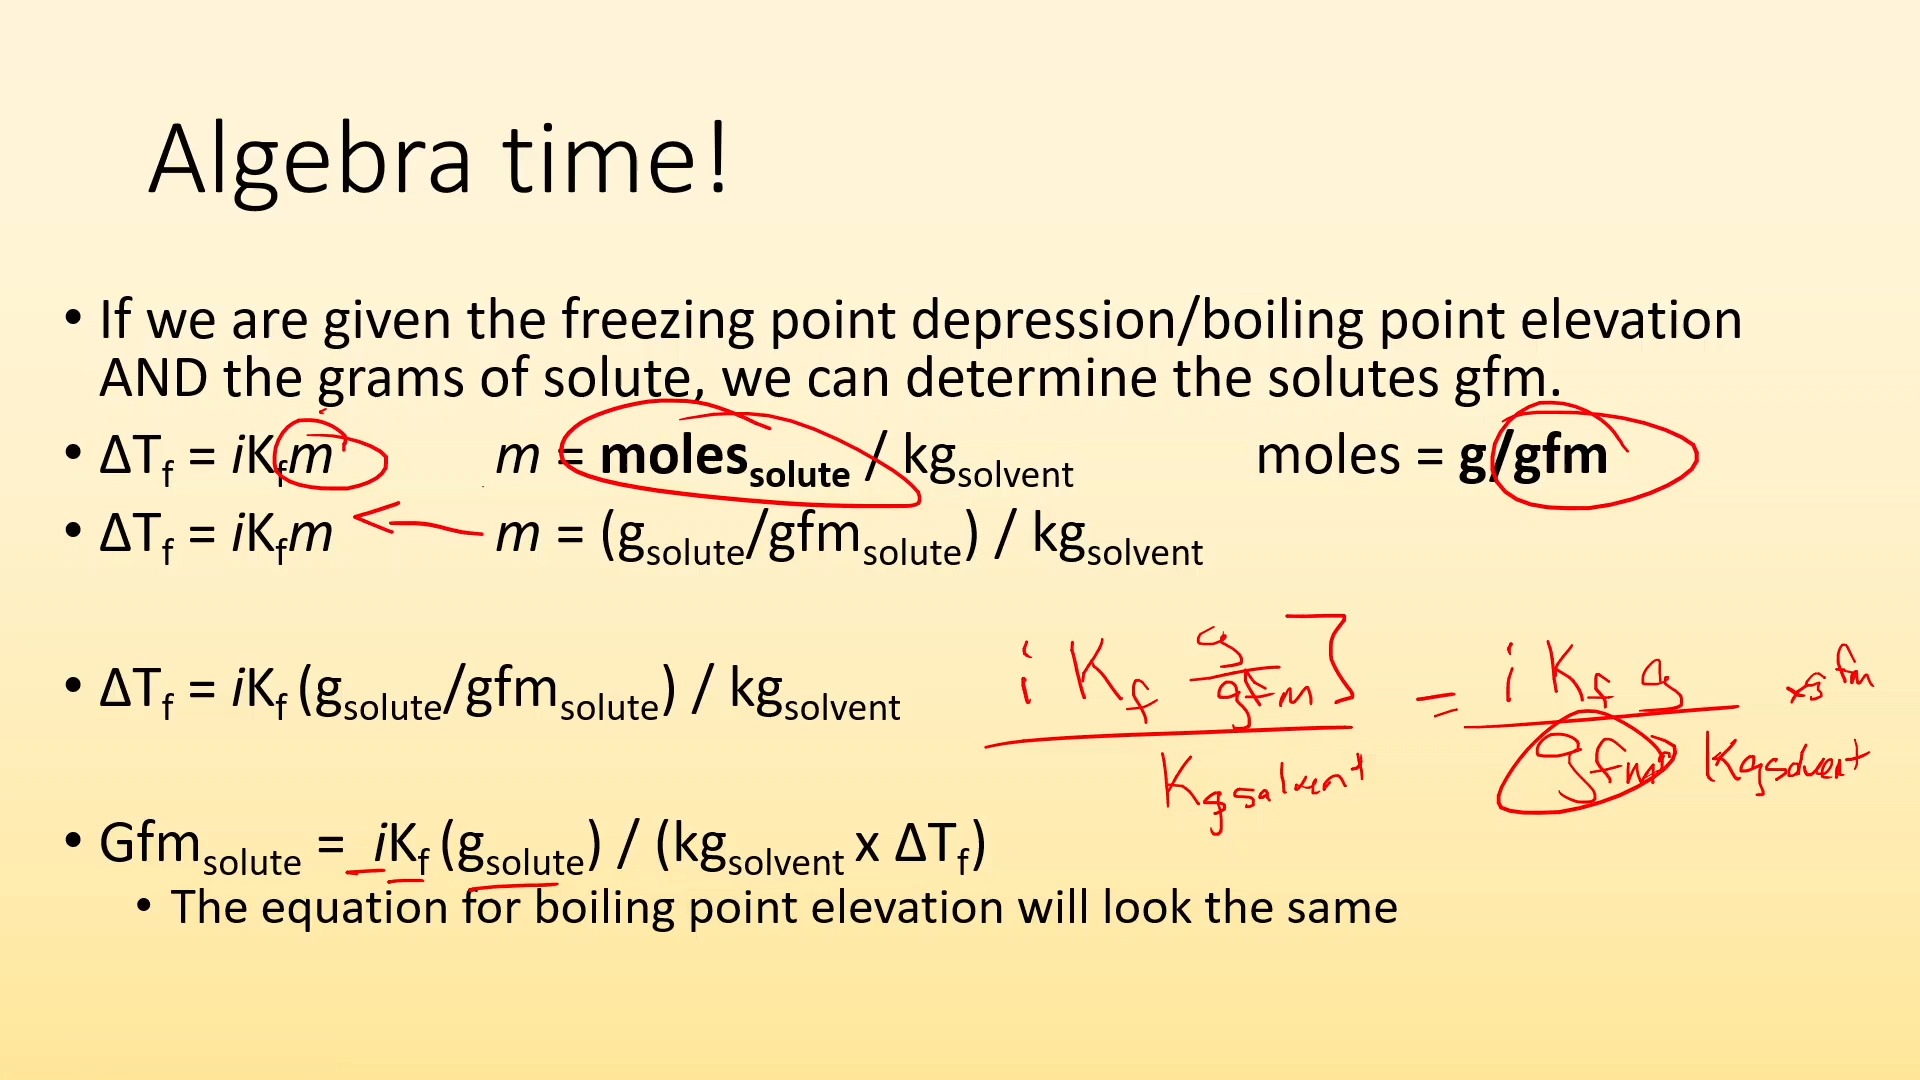 Algebra time!
• If we are given the freezing point depression/boiling point elevation
AND the grams of solute, we can determine the solutes gfm.
• ΔTf = iKfm m = molessolute / kgsolvent moles = g/gfm
• ΔTf = iKfm m = (gsolute/gfmsolute) / kgsolvent
• ΔTf = iKf (gsolute/gfmsolute) / kgsolvent
i Kf g = i Kf g x gfm
gfm
Kgsolvent gfm Kgsolvent
• Gfmsolute = iKf (gsolute) / (kgsolvent x ΔTf)
• The equation for boiling point elevation will look the same